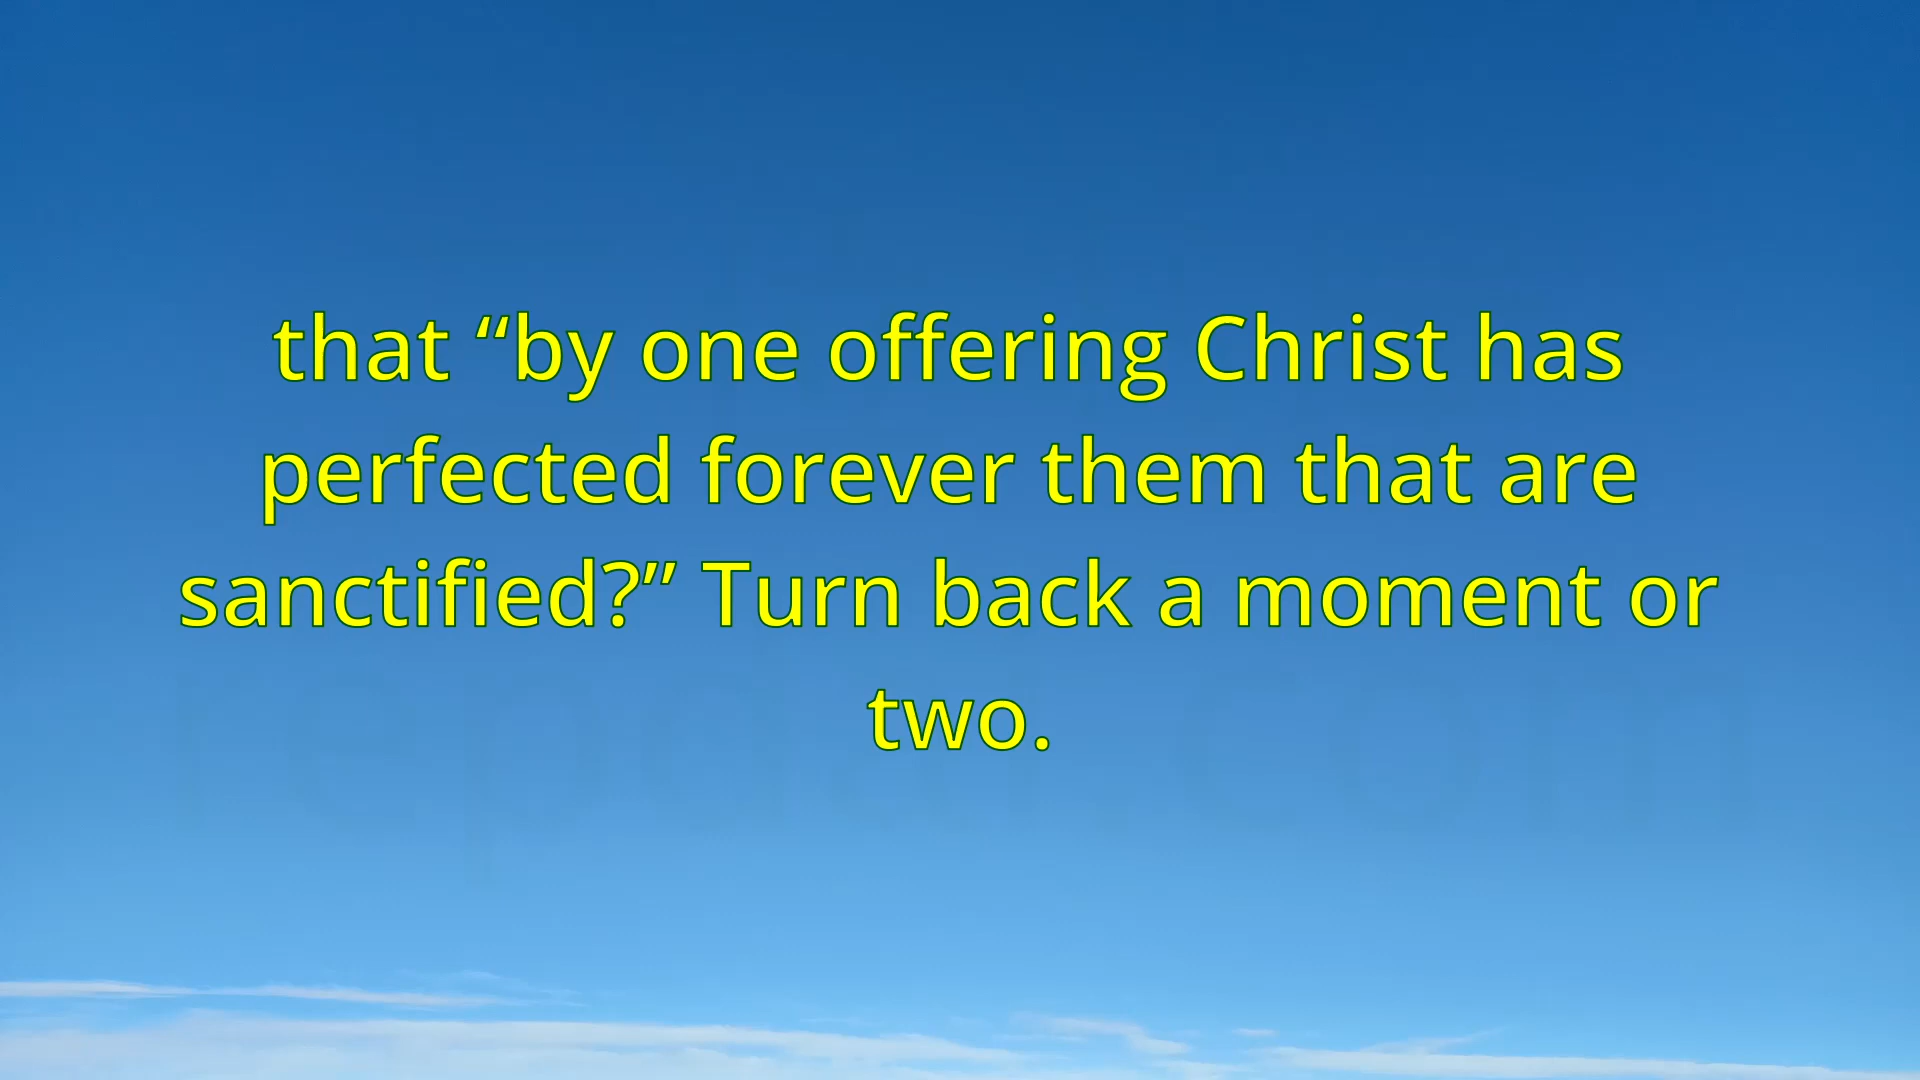 that “by one offering Christ has
perfected forever them that are
sanctified?” Turn back a moment or
two.